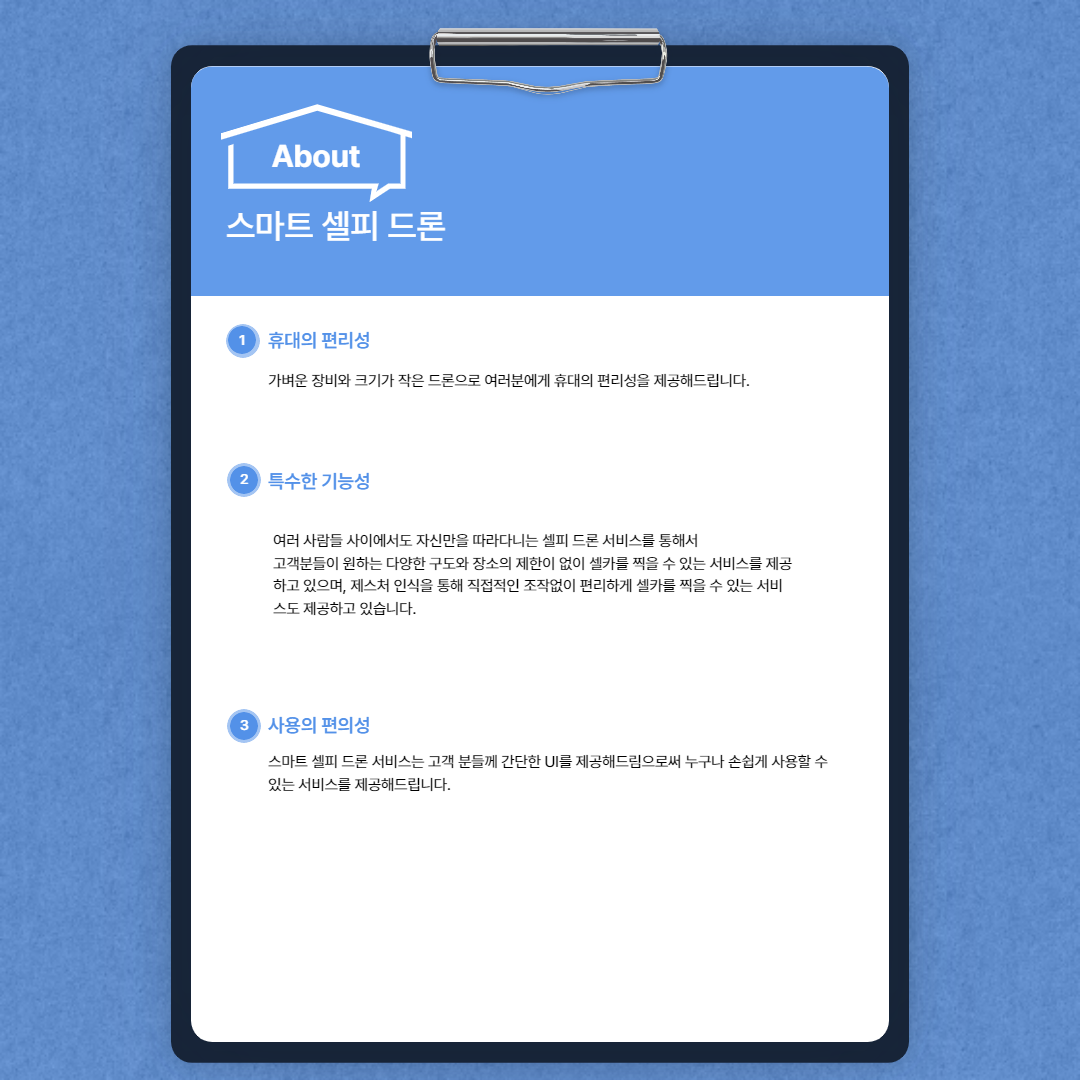 About
스마트 셀피 드론
1 휴대의 편리성
가벼운 장비와 크기가 작은 드론으로 여러분에게 휴대의 편리성을 제공해드립니다.
2 특수한 기능성
여러 사람들 사이에서도 자신만을 따라다니는 셀피 드론 서비스를 통해서
고객분들이 원하는 다양한 구도와 장소의 제한이 없이 셀카를 찍을 수 있는 서비스를 제공
하고 있으며, 제스처 인식을 통해 직접적인 조작없이 편리하게 셀카를 찍을 수 있는 서비
스도 제공하고 있습니다.
3 사용의 편의성
스마트 셀피 드론 서비스는 고객 분들께 간단한 UI를 제공해드림으로써 누구나 손쉽게 사용할 수
있는 서비스를 제공해드립니다.